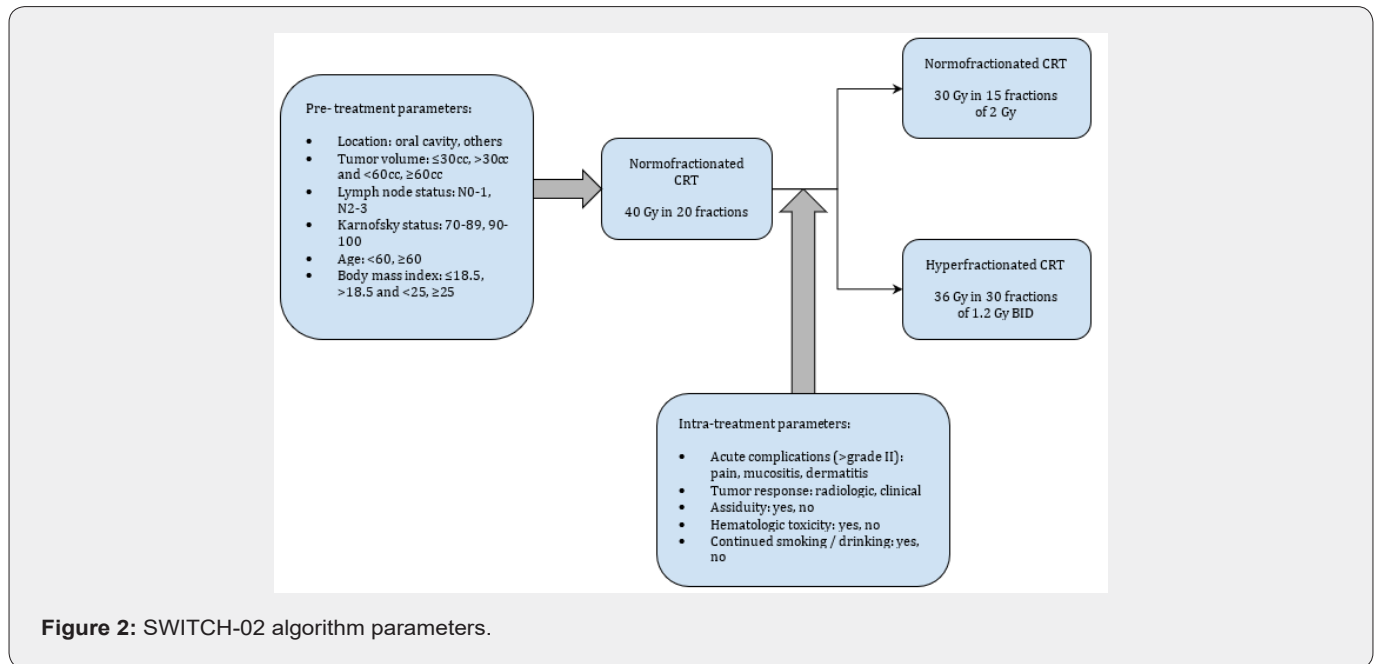 Pre- treatment parameters:
• Location: oral cavity, others
• Tumor volume: ≤30cc, >30cc
and <60cc, ≥60cc
• Lymph node status: N0-1,
N2-3
• Karnofsky status: 70-89, 90-
100
• Age: <60, ≥60
• Body mass index: ≤18.5,
>18.5 and <25, ≥25
Normofractionated
CRT
40 Gy in 20 fractions
Normofractionated CRT
30 Gy in 15 fractions
of 2 Gy
Hyperfractionated CRT
36 Gy in 30 fractions
of 1.2 Gy BID
Intra-treatment parameters:
• Acute complications (>grade II):
pain, mucositis, dermatitis
• Tumor response: radiologic, clinical
• Assiduity: yes, no
• Hematologic toxicity: yes, no
• Continued smoking / drinking: yes,
no
Figure 2: SWITCH-02 algorithm parameters.